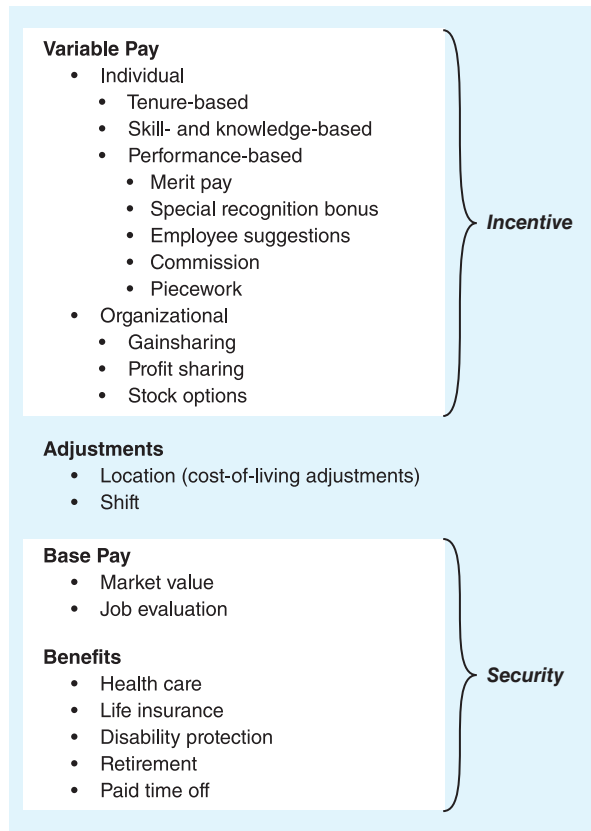 Variable Pay
• Individual
• Tenure-based
• Skill- and knowledge-based
• Performance-based
• Merit pay
• Special recognition bonus
• Employee suggestions
• Commission
• Piecework
• Organizational
• Gainsharing
• Profit sharing
• Stock options
Incentive
Adjustments
• Location (cost-of-living adjustments)
• Shift
Base Pay
• Market value
• Job evaluation
Benefits
• Health care
• Life insurance
• Disability protection
• Retirement
• Paid time off
Security